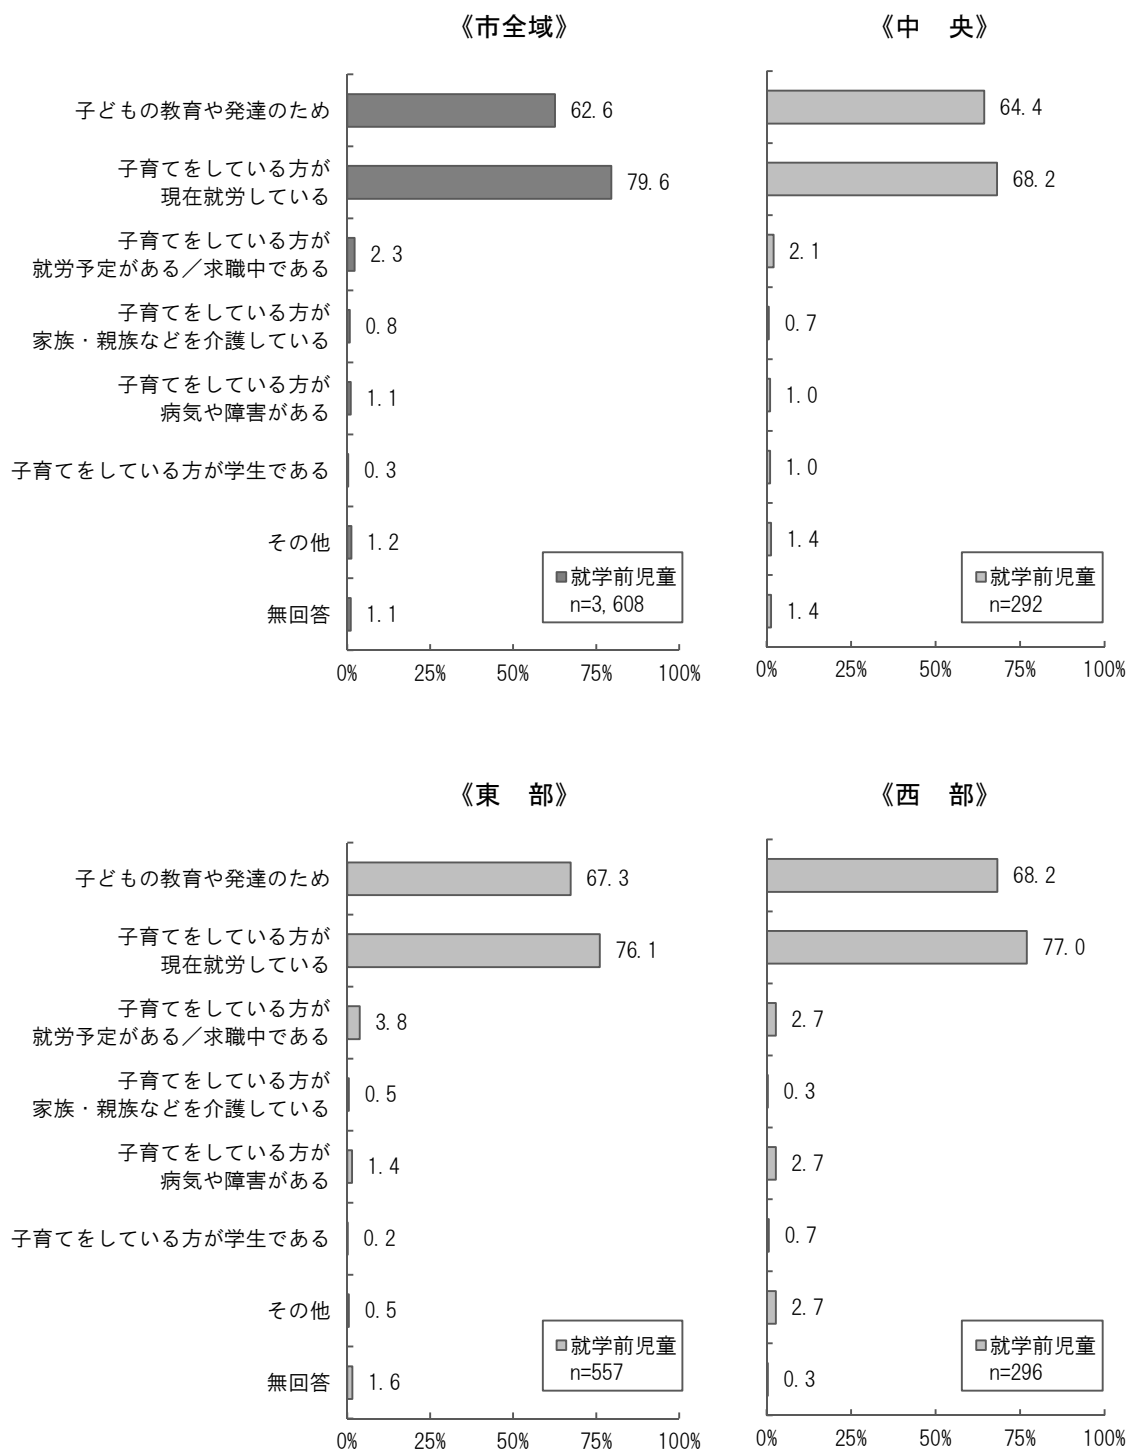 《市全域》
《中　央》
子どもの教育や発達のため
62.6
64.4
子育てをしている方が
現在就労している
79.6
68.2
子育てをしている方が
就労予定がある／求職中である
2.3
2.1
子育てをしている方が
家族・親族などを介護している
0.8
0.7
子育てをしている方が
病気や障害がある
1.1
1.0
子育てをしている方が学生である
0.3
1.0
その他
1.2
1.4
無回答
1.1
1.4
就学前児童
n=3,608
就学前児童
n=292
0% 25% 50% 75% 100%
0% 25% 50% 75% 100%
《東　部》
《西　部》
子どもの教育や発達のため
67.3
68.2
子育てをしている方が
現在就労している
76.1
77.0
子育てをしている方が
就労予定がある／求職中である
3.8
2.7
子育てをしている方が
家族・親族などを介護している
0.5
0.3
子育てをしている方が
病気や障害がある
1.4
2.7
子育てをしている方が学生である
0.2
0.7
その他
0.5
2.7
無回答
1.6
0.3
就学前児童
n=557
就学前児童
n=296
0% 25% 50% 75% 100%
0% 25% 50% 75% 100%